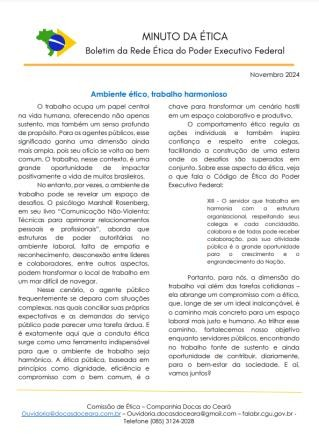 MINUTO DA ÉTICA
Boletim da Rede Ética do Poder Executivo Federal
Novembro 2024
Ambiente ético, trabalho harmonioso
O trabalho ocupa um papel central
na vida humana, oferecendo não apenas
sustento, mas também um senso profundo
de propósito. Para os agentes públicos, esse
significado ganha uma dimensão ainda
mais ampla, pois seu ofício se volta ao bem
comum. O trabalho, nesse contexto, é uma
grande oportunidade de impactar
positivamente a vida de muitos brasileiros.
No entanto, por vezes, o ambiente de
trabalho pode se revelar um espaço de
desafios. O psicólogo Marshall Rosenberg,
em seu livro "Comunicação Não-Violenta:
Técnicas para aprimorar relacionamentos
pessoais e profissionais", aborda que
estruturas de poder autoritárias no
ambiente laboral, falta de empatia e
reconhecimento, desconexão entre líderes
e colaboradores, entre outros aspectos,
podem transformar o local de trabalho em
um mar difícil de navegar.
Nesse cenário, o agente público
frequentemente se depara com situações
complexas, nas quais conciliar suas próprias
expectativas e as demandas do serviço
público pode parecer uma tarefa árdua. E
é exatamente aqui que a conduta ética
surge como uma ferramenta indispensável
para que o ambiente de trabalho seja
harmônico. A ética pública, baseada em
princípios como dignidade, eficiência e
compromisso com o bem comum, é a
chave para transformar um cenário hostil
em um espaço colaborativo e produtivo.
O comportamento ético regula as
ações individuais e também inspira
confiança e respeito entre colegas,
facilitando a construção de uma esfera
onde os desafios são superados em
conjunto. Sobre esse aspecto da ética, veja
o que fala o Código de Ética do Poder
Executivo Federal:
XIII - O servidor que trabalha em
harmonia com a estrutura
organizacional, respeitando seus
colegas e cada concidadão,
colabora e de todos pode receber
colaboração, pois sua atividade
pública é a grande oportunidade
para o crescimento e o
engrandecimento da Nação.
Portanto, para nós, a dimensão do
trabalho vai além das tarefas cotidianas –
ela abrange um compromisso com a ética,
que, longe de ser um ideal inalcançável, é
o caminho mais concreto para um espaço
laboral mais justo e humano. Ao trilhar esse
caminho, fortalecemos nosso objetivo
enquanto servidores públicos, encontrando
no trabalho fonte de sustento e ainda
oportunidade de contribuir, diariamente,
para o bem-estar da sociedade. E aí,
vamos juntos?
Comissão de Ética – Companhia Docas do Ceará
Ouvidoria@docasdoceara.com.br – Ouvidoria.docasdoceara@gmail.com – falabr.cgu.gov.br -
Telefone (085) 3124-2028